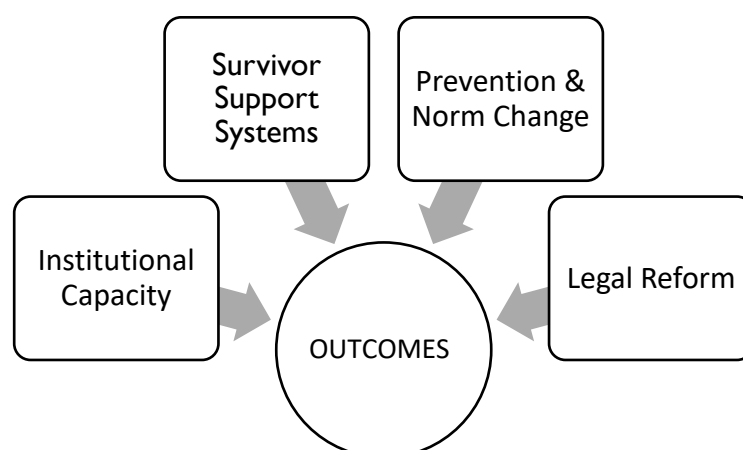 Survivor
Support
Systems
Prevention &
Norm Change
Institutional
Capacity
Legal Reform
OUTCOMES